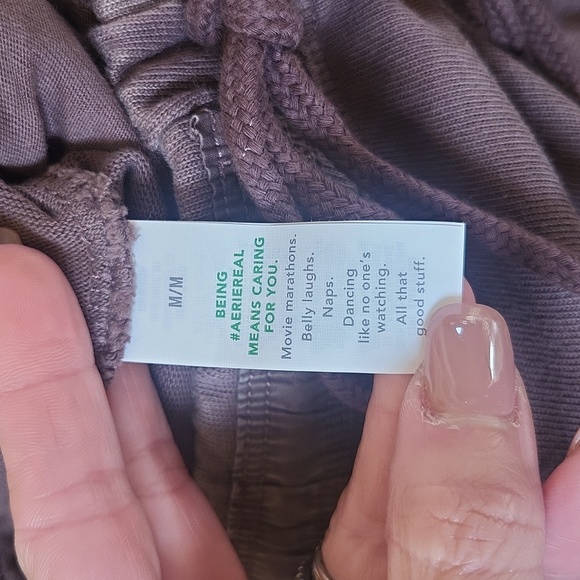 M/M
BEING
#AERIEREAL
MEANS CARING
FOR YOU.
Movie marathons.
Belly laughs.
Naps.
Dancing
like no one's
watching.
All that
good stuff.